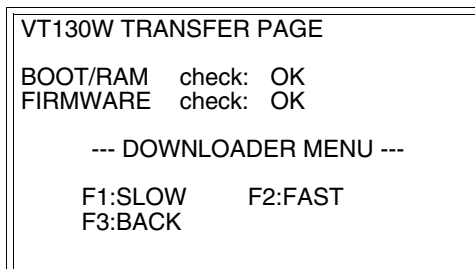 VT130W TRANSFER PAGE
BOOT/RAM check: OK
FIRMWARE check: OK
--- DOWNLOADER MENU ---
F1:SLOW F2:FAST
F3:BACK